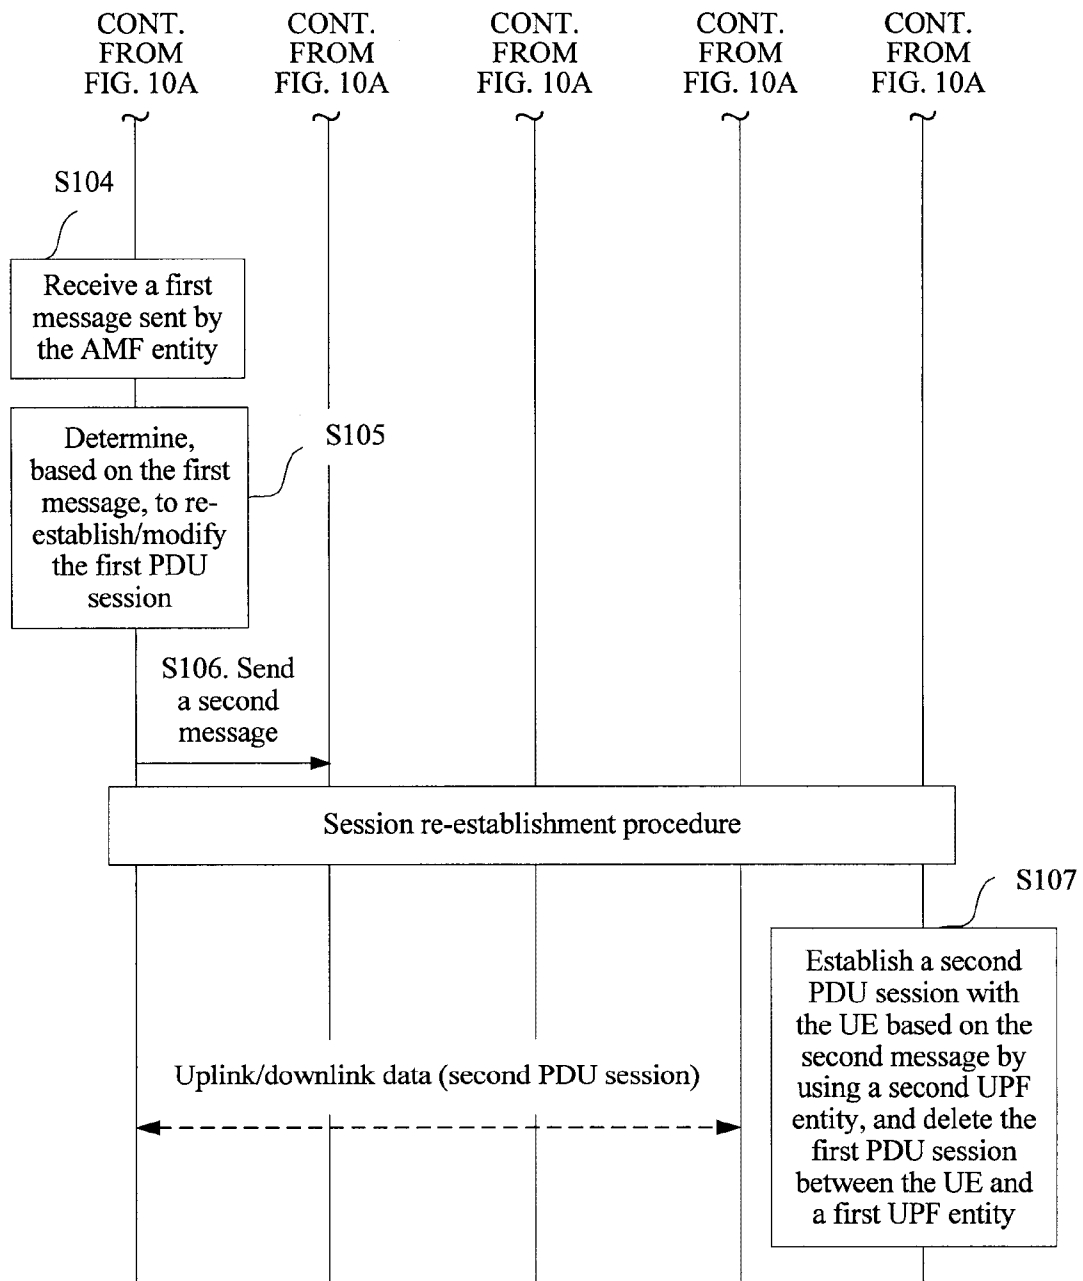 CONT. FROM FIG. 10A
CONT. FROM FIG. 10A
CONT. FROM FIG. 10A
CONT. FROM FIG. 10A
CONT. FROM FIG. 10A
S104
Receive a first
message sent by
the AMF entity
S105
Determine,
based on the first
message, to re-
establish/modify
the first PDU
session
S106. Send
a second
message
Session re-establishment procedure
S107
Establish a second
PDU session with
the UE based on the
second message by
using a second UPF
entity, and delete the
first PDU session
between the UE and
a first UPF entity
Uplink/downlink data (second PDU session)